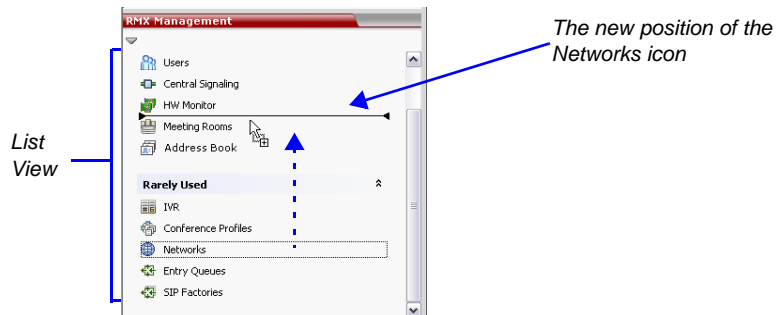 RMX Management
The new position of the
Networks icon
Users
Central Signaling
HW Monitor
Meeting Rooms
Address Book
List
View
Rarely Used
IVR
Conference Profiles
Networks
Entry Queues
SIP Factories